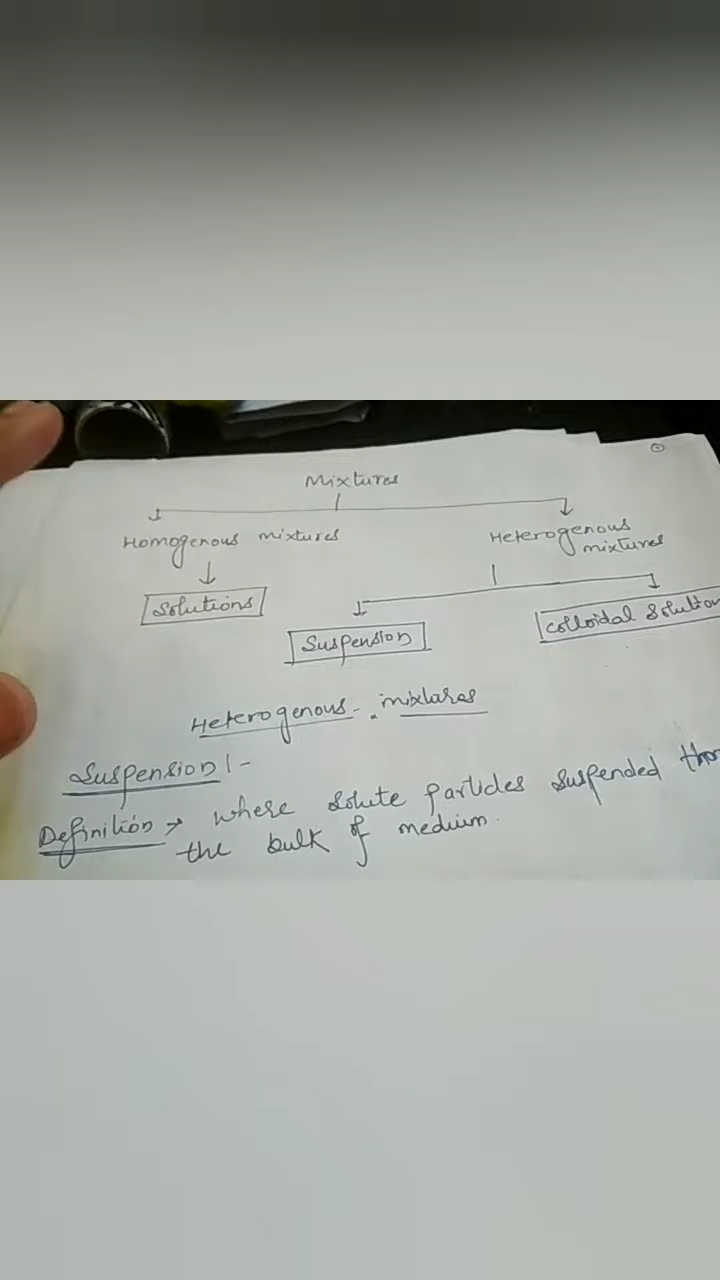 Mixtures
Homogenous mixtures
Heterogenous
mixtures
Solutions
Suspension
Colloidal Solution
Heterogenous - mixtures
Suspension :-
Definition → where solute particles suspended
the bulk of medium.